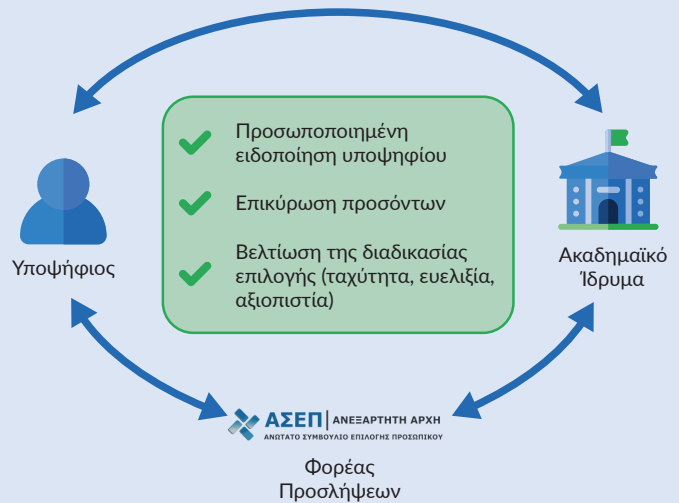 Προσωποποιημένη
ειδοποίηση υποψηφίου
Επικύρωση προσόντων
Βελτίωση της διαδικασίας
επιλογής (ταχύτητα, ευελιξία,
αξιοπιστία)
Υποψήφιος
Ακαδημαϊκό
Ίδρυμα
ΑΣΕΠ | ΑΝΕΞΑΡΤΗΤΗ ΑΡΧΗ
ΑΝΩΤΑΤΟ ΣΥΜΒΟΥΛΙΟ ΕΠΙΛΟΓΗΣ ΠΡΟΣΩΠΙΚΟΥ
Φορέας
Προσλήψεων